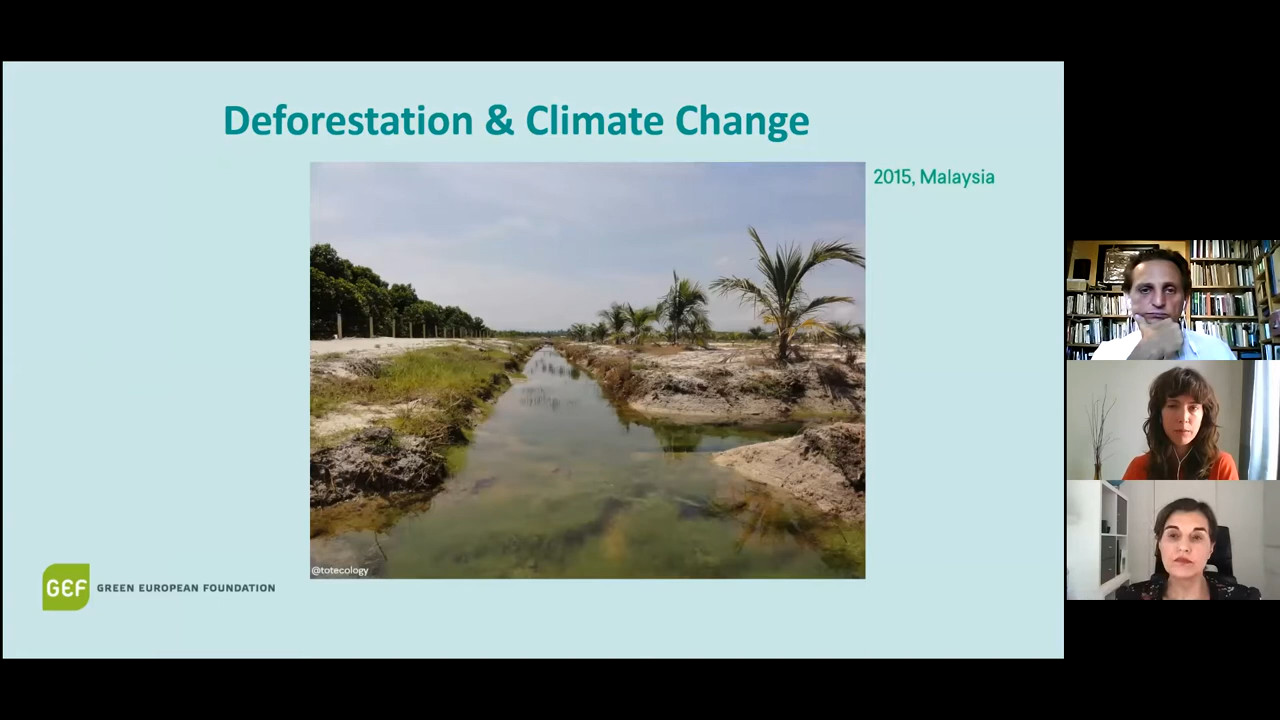 Deforestation & Climate Change
2015, Malaysia
@totecology
GEF GREEN EUROPEAN FOUNDATION